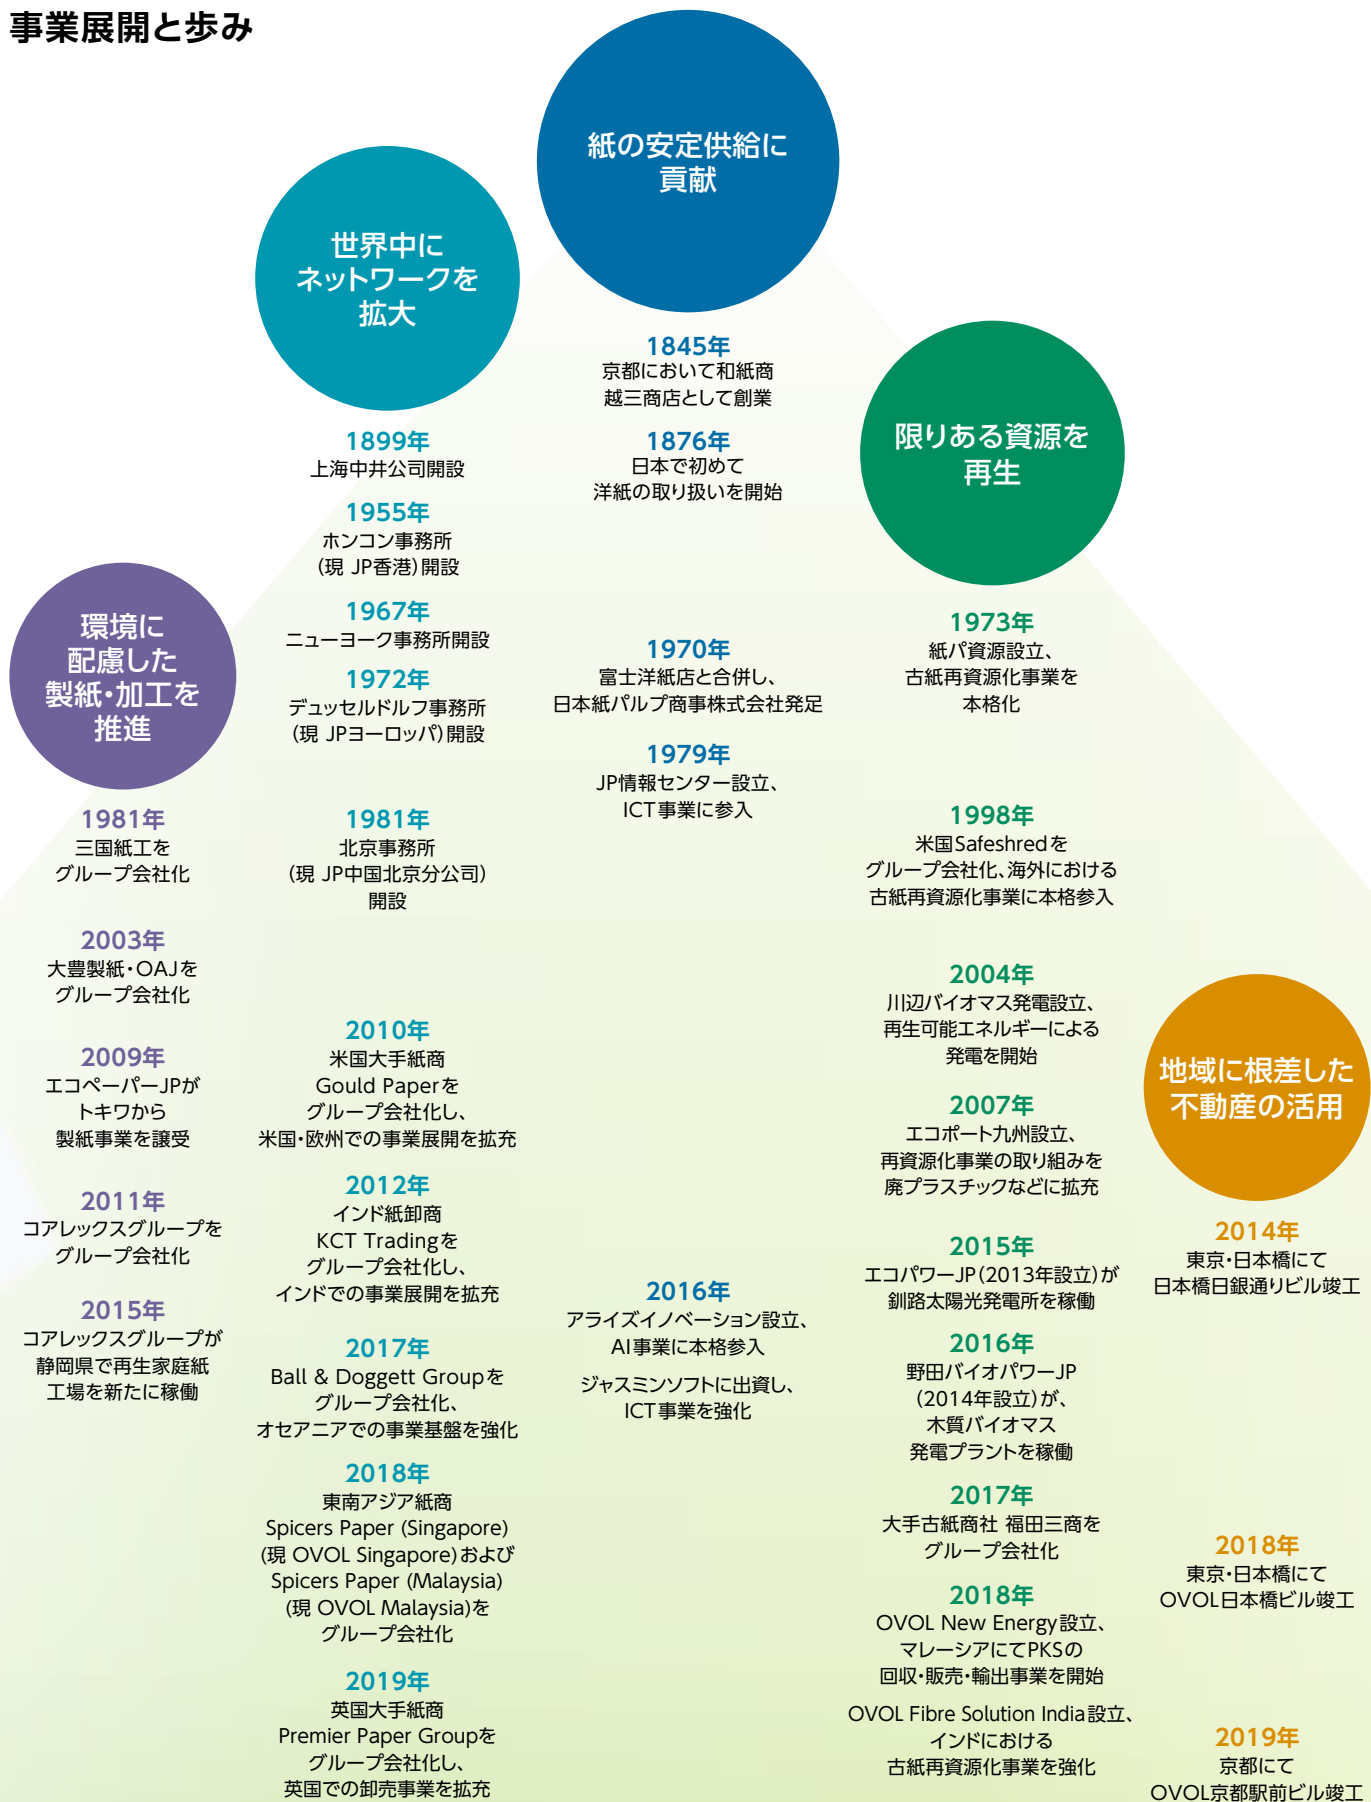 事業展開と歩み
環境に
配慮した
製紙・加工を
推進
1981年
三国紙工を
グループ会社化
2003年
大豊製紙・OAJを
グループ会社化
2009年
エコペーパーJPが
トキワから
製紙事業を譲受
2011年
コアレックスグループを
グループ会社化
2015年
コアレックスグループが
静岡県で再生家庭紙
工場を新たに稼働
世界中に
ネットワークを
拡大
1899年
上海中井公司開設
1955年
ホンコン事務所
(現 JP香港)開設
1967年
ニューヨーク事務所開設
1972年
デュッセルドルフ事務所
(現 JPヨーロッパ)開設
1981年
北京事務所
(現 JP中国北京分公司)
開設
2010年
米国大手紙商
Gould Paperを
グループ会社化し、
米国・欧州での事業展開を拡充
2012年
インド紙卸商
KCT Tradingを
グループ会社化し、
インドでの事業展開を拡充
2017年
Ball & Doggett Groupを
グループ会社化、
オセアニアでの事業基盤を強化
2018年
東南アジア紙商
Spicers Paper (Singapore)
(現 OVOL Singapore)および
Spicers Paper (Malaysia)
(現 OVOL Malaysia)を
グループ会社化
2019年
英国大手紙商
Premier Paper Groupを
グループ会社化し、
英国での卸売事業を拡充
紙の安定供給に
貢献
1845年
京都において和紙商
越三商店として創業
1876年
日本で初めて
洋紙の取り扱いを開始
1970年
富士洋紙店と合併し、
日本紙パルプ商事株式会社発足
1979年
JP情報センター設立、
ICT事業に参入
2016年
アライズイノベーション設立、
AI事業に本格参入
ジャスミンソフトに出資し、
ICT事業を強化
限りある資源を
再生
1973年
紙パ資源設立、
古紙再資源化事業を
本格化
1998年
米国Safeshredを
グループ会社化、海外における
古紙再資源化事業に本格参入
2004年
川辺バイオマス発電設立、
再生可能エネルギーによる
発電を開始
2007年
エコポート九州設立、
再資源化事業の取り組みを
廃プラスチックなどに拡充
2015年
エコパワーJP(2013年設立)が
釧路太陽光発電所を稼働
2016年
野田バイオパワーJP
(2014年設立)が、
木質バイオマス
発電プラントを稼働
2017年
大手古紙商社 福田三商を
グループ会社化
2018年
OVOL New Energy設立、
マレーシアにてPKSの
回収・販売・輸出事業を開始
OVOL Fibre Solution India設立、
インドにおける
古紙再資源化事業を強化
地域に根差した
不動産の活用
2014年
東京・日本橋にて
日本橋日銀通りビル竣工
2018年
東京・日本橋にて
OVOL日本橋ビル竣工
2019年
京都にて
OVOL京都駅前ビル竣工